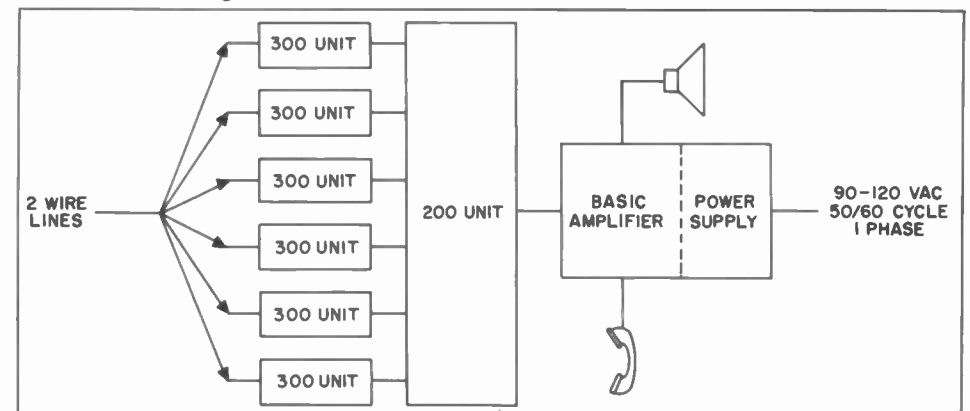 300 UNIT
300 UNIT
300 UNIT
2 WIRE
LINES
200 UNIT
BASIC
AMPLIFIER
POWER
SUPPLY
90-120 VAC
50/60 CYCLE
1 PHASE
300 UNIT
300 UNIT
300 UNIT